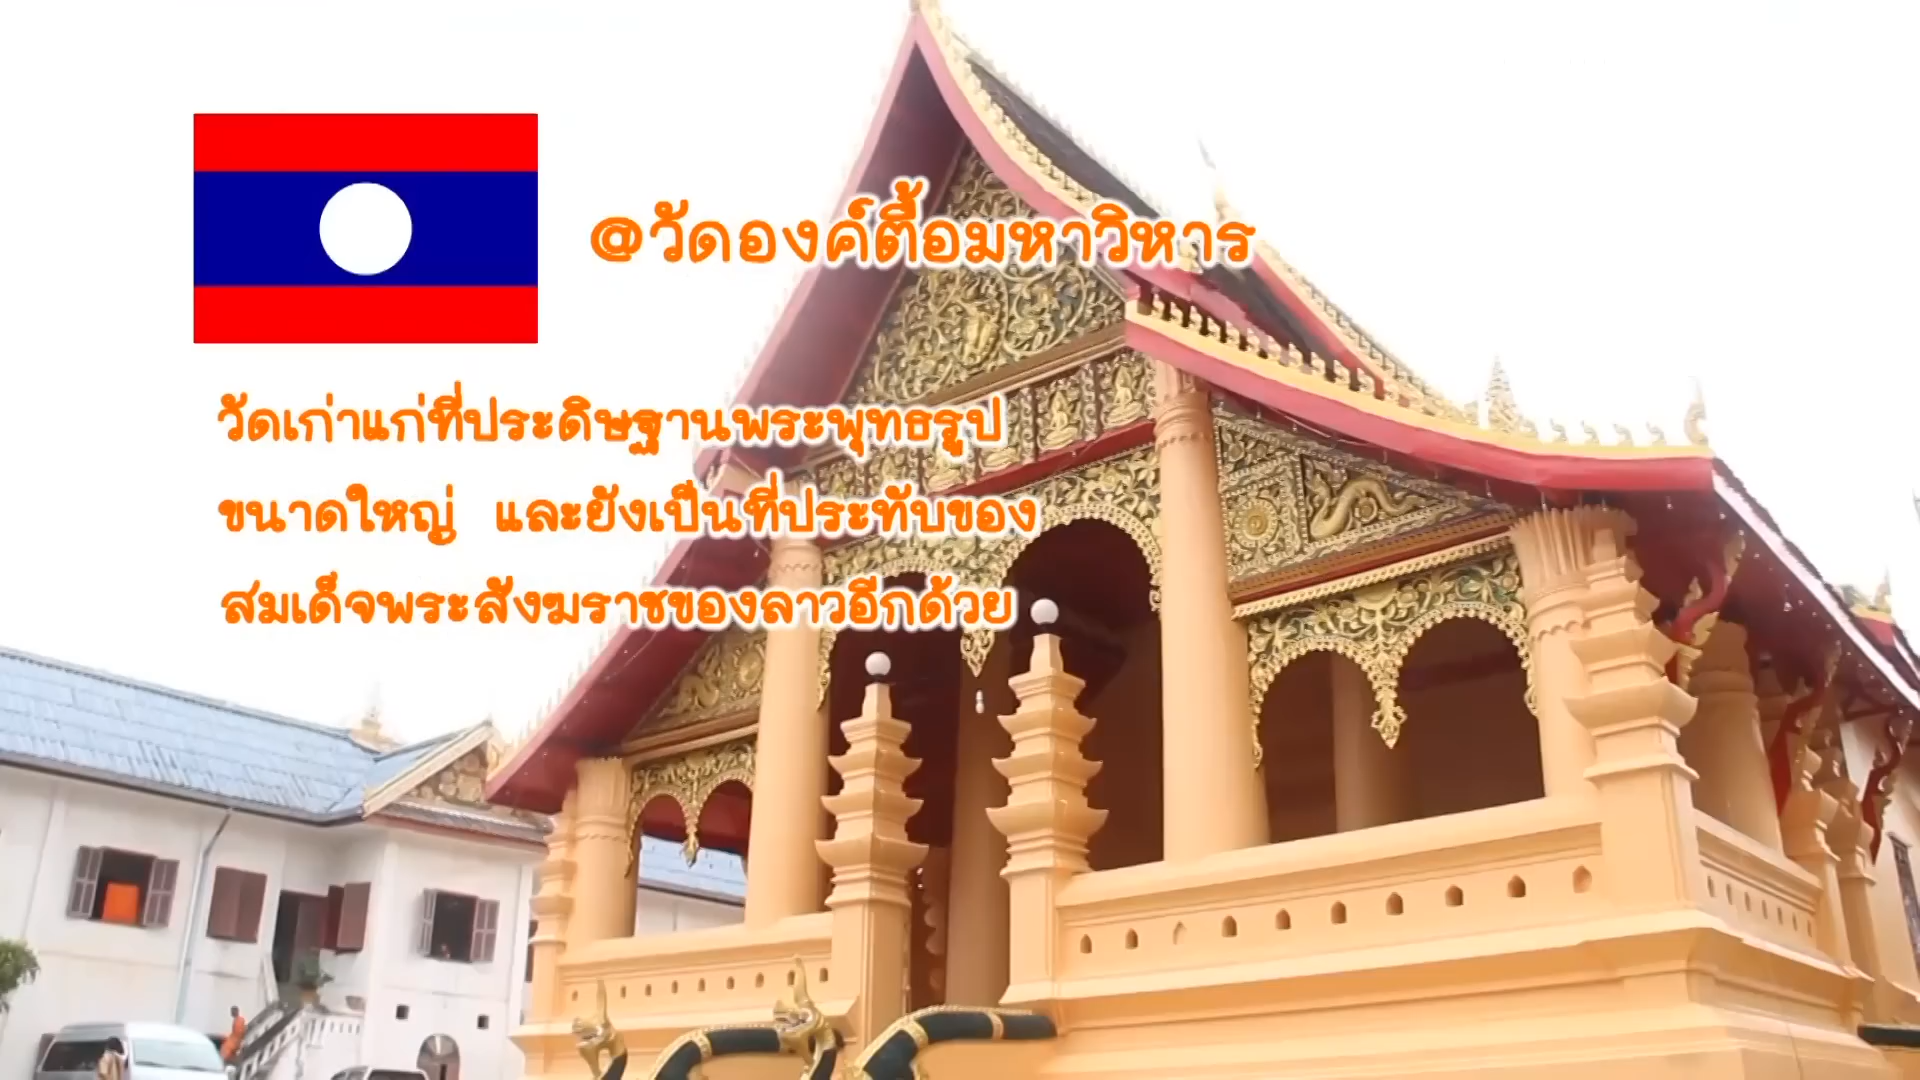 @วัดองค์ตื้อมหาวิหาร
วัดเก่าแก่ที่ประดิษฐานพระพุทธรูป
ขนาดใหญ่ และยังเป็นที่ประทับของ
สมเด็จพระสังฆราชของลาวอีกด้วย